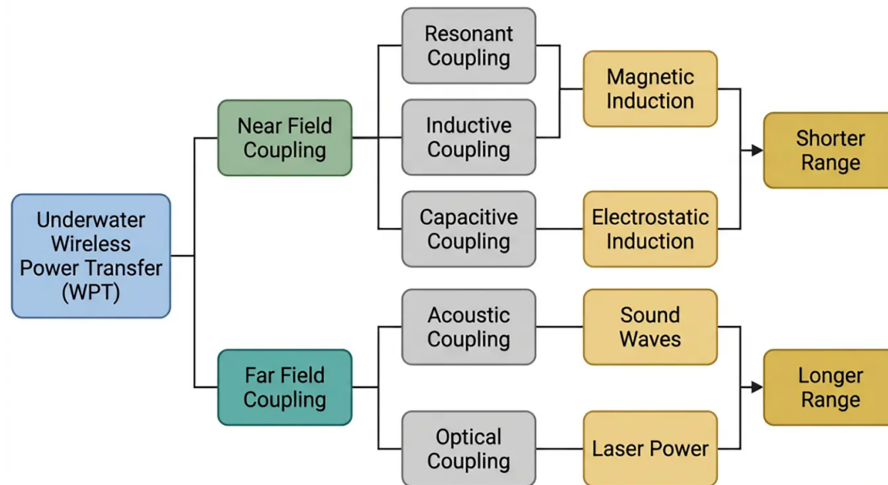 Underwater
Wireless
Power Transfer
(WPT)
Near Field
Coupling
Far Field
Coupling
Resonant
Coupling
Inductive
Coupling
Capacitive
Coupling
Acoustic
Coupling
Optical
Coupling
Magnetic
Induction
Electrostatic
Induction
Sound
Waves
Laser Power
Shorter
Range
Longer
Range